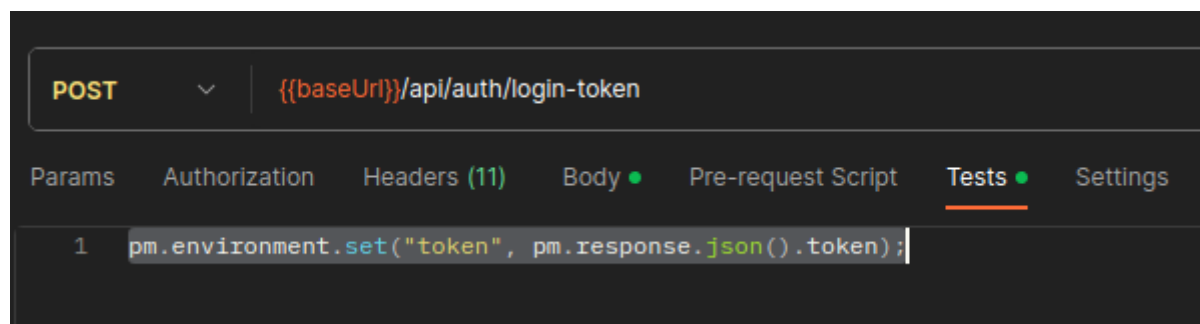 POST {{baseUrl}}/api/auth/login-token
Params Authorization Headers (11) Body Pre-request Script Tests Settings
1 pm.environment.set("token", pm.response.json().token);